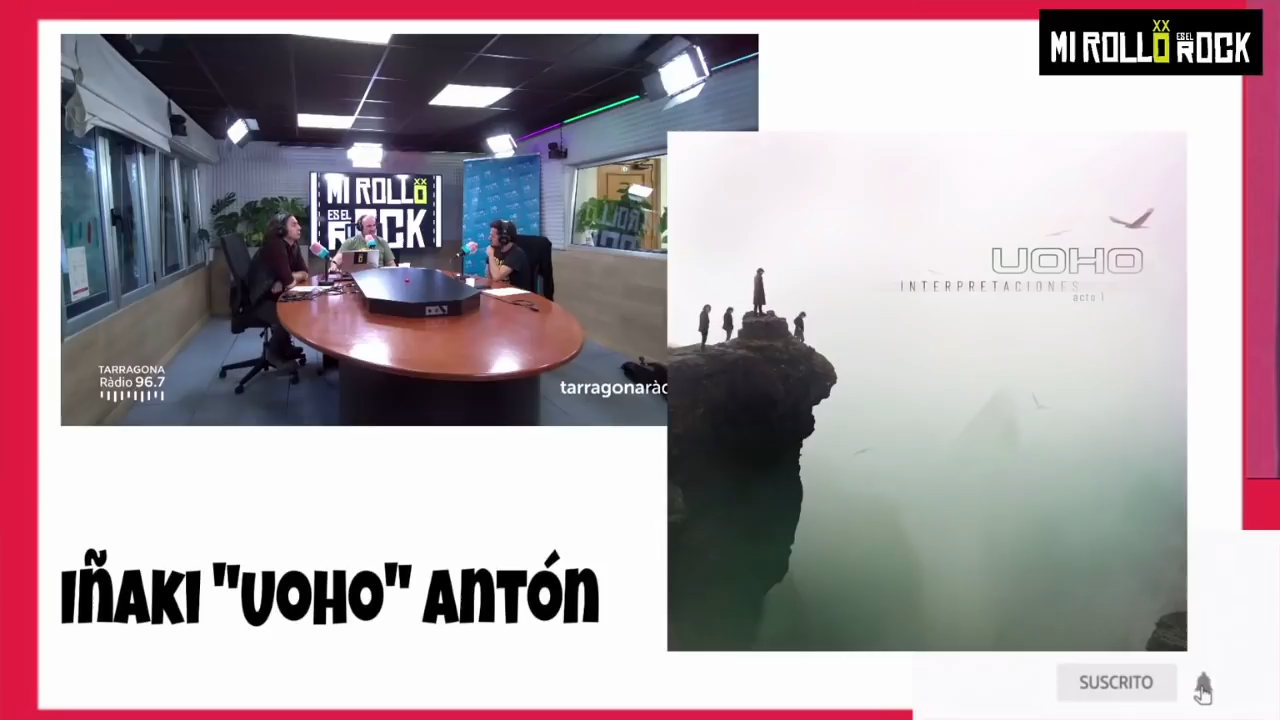 MI ROLLO ES EL ROCK
XX
MI ROLLO
ES EL
ROCK
UOHO
INTERPRETACIONES
acto I
TARRAGONA
Ràdio 96.7
tarragonaràd
IÑAKI "UOHO" ANTÓN
SUSCRITO